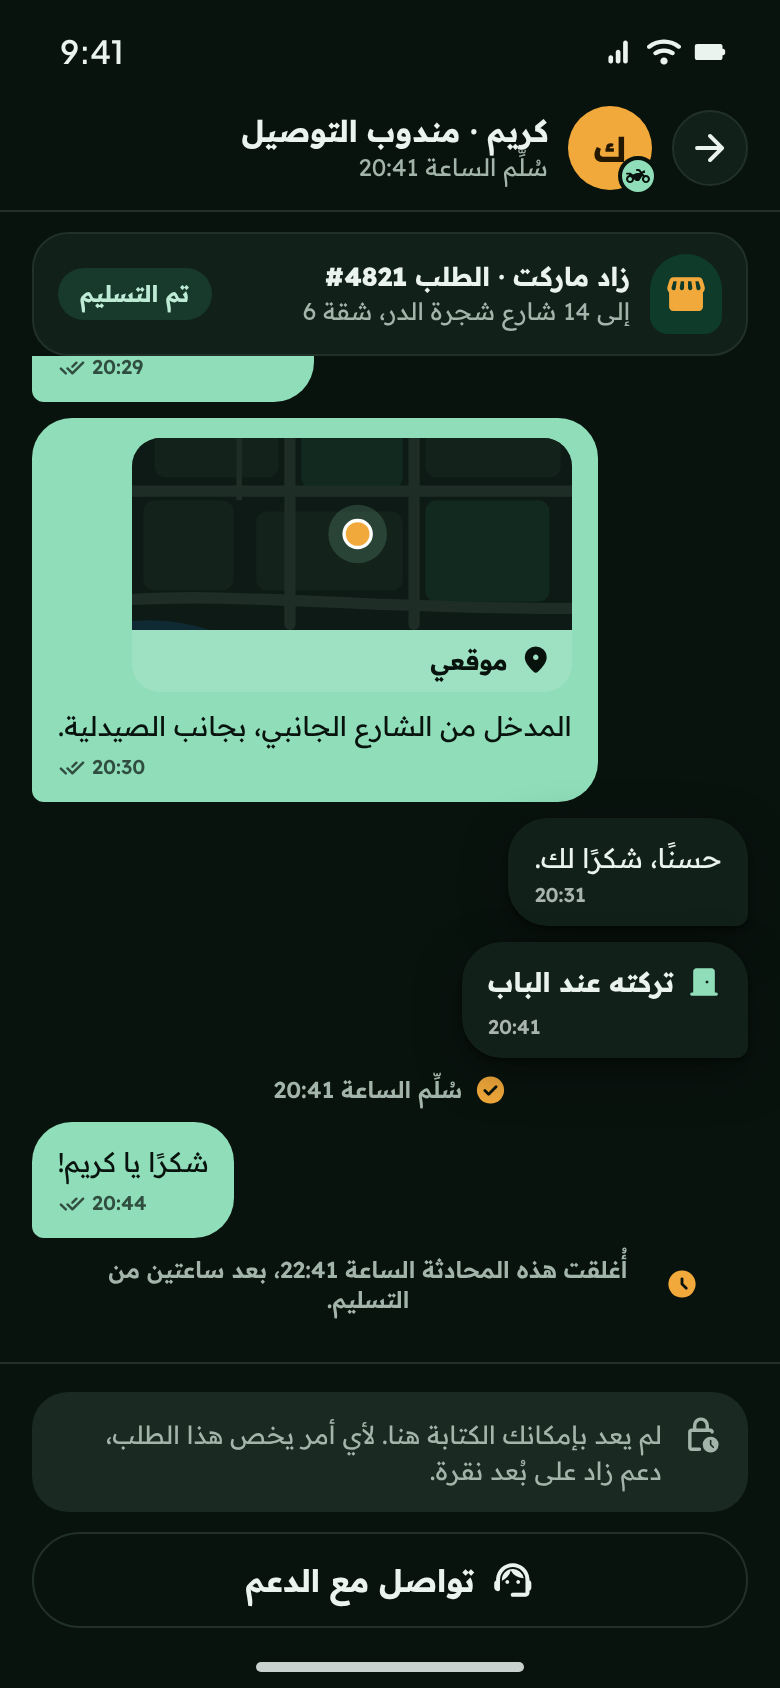 9:41
كريم · مندوب التوصيل
سُلِّم الساعة 20:41
زاد ماركت · الطلب #4821
إلى 14 شارع شجرة الدر، شقة 6
تم التسليم
20:29
موقعي
المدخل من الشارع الجانبي، بجانب الصيدلية.
20:30
حسنًا، شكرًا لك.
20:31
تركته عند الباب
20:41
سُلِّم الساعة 20:41
شكرًا يا كريم!
20:44
أُغلقت هذه المحادثة الساعة 22:41، بعد ساعتين من
التسليم.
لم يعد بإمكانك الكتابة هنا. لأي أمر يخص هذا الطلب،
دعم زاد على بُعد نقرة.
تواصل مع الدعم